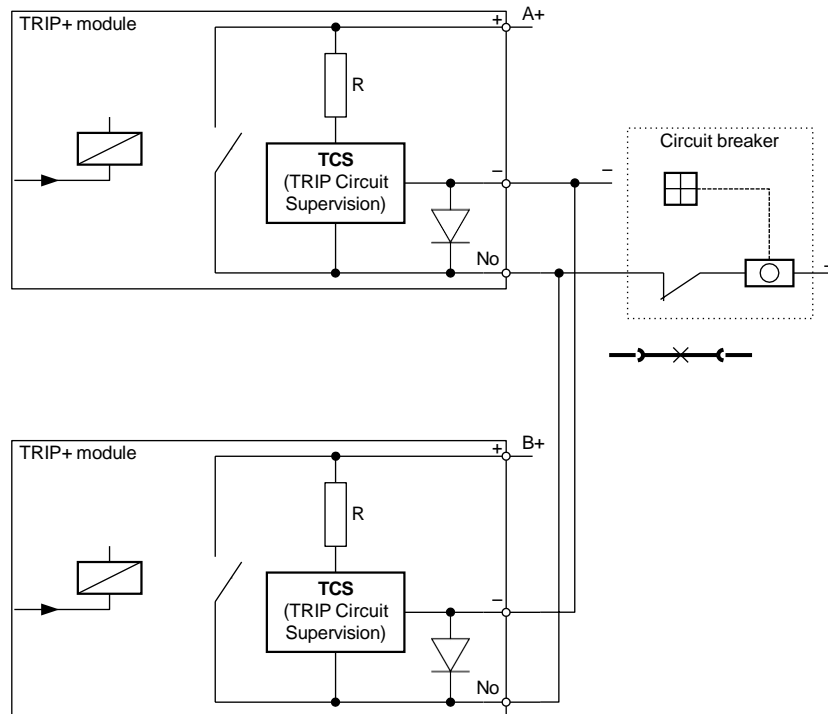 TRIP+ module
+ A+
R
TCS
(TRIP Circuit
Supervision)
– –
No
Circuit breaker
–
TRIP+ module
+ B+
R
TCS
(TRIP Circuit
Supervision)
–
No